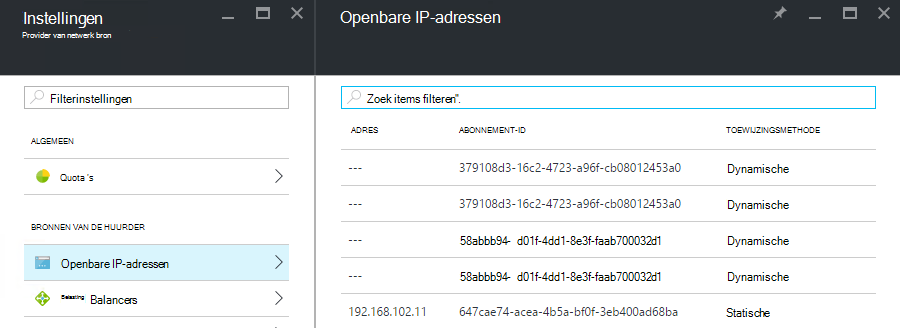 Instellingen
Provider van netwerk bron
Filterinstellingen
ALGEMEEN
Quota 's
BRONNEN VAN DE HUURDER
Openbare IP-adressen
Belasting Balancers
Openbare IP-adressen
Zoek items filteren".
ADRES ABONNEMENT-ID TOEWIJZINGSMETHODE
--- 379108d3-16c2-4723-a96f-cb08012453a0 Dynamische
--- 379108d3-16c2-4723-a96f-cb08012453a0 Dynamische
--- 58abbb94- d01f-4dd1-8e3f-faab700032d1 Dynamische
--- 58abbb94- d01f-4dd1-8e3f-faab700032d1 Dynamische
192.168.102.11 647cae74-acea-4b5a-bf0f-3eb400ad68ba Statische